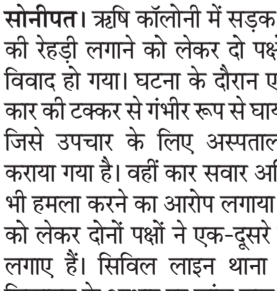 सोनीपत। ऋषि कॉलोनी में सड़क
की रेहड़ी लगाने को लेकर दो पक्षों
विवाद हो गया। घटना के दौरान
कार की टक्कर से गंभीर रूप से
जिसे उपचार के लिए अस्पताल
कराया गया है। वहीं कार सवार
भी हमला करने का आरोप लगाया
को लेकर दोनों पक्षों ने एक-दूसरे
लगाए हैं। सिविल लाइन थाना